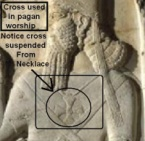 Cross used
in pagan
worship
Notice cross
suspended
From
Necklace